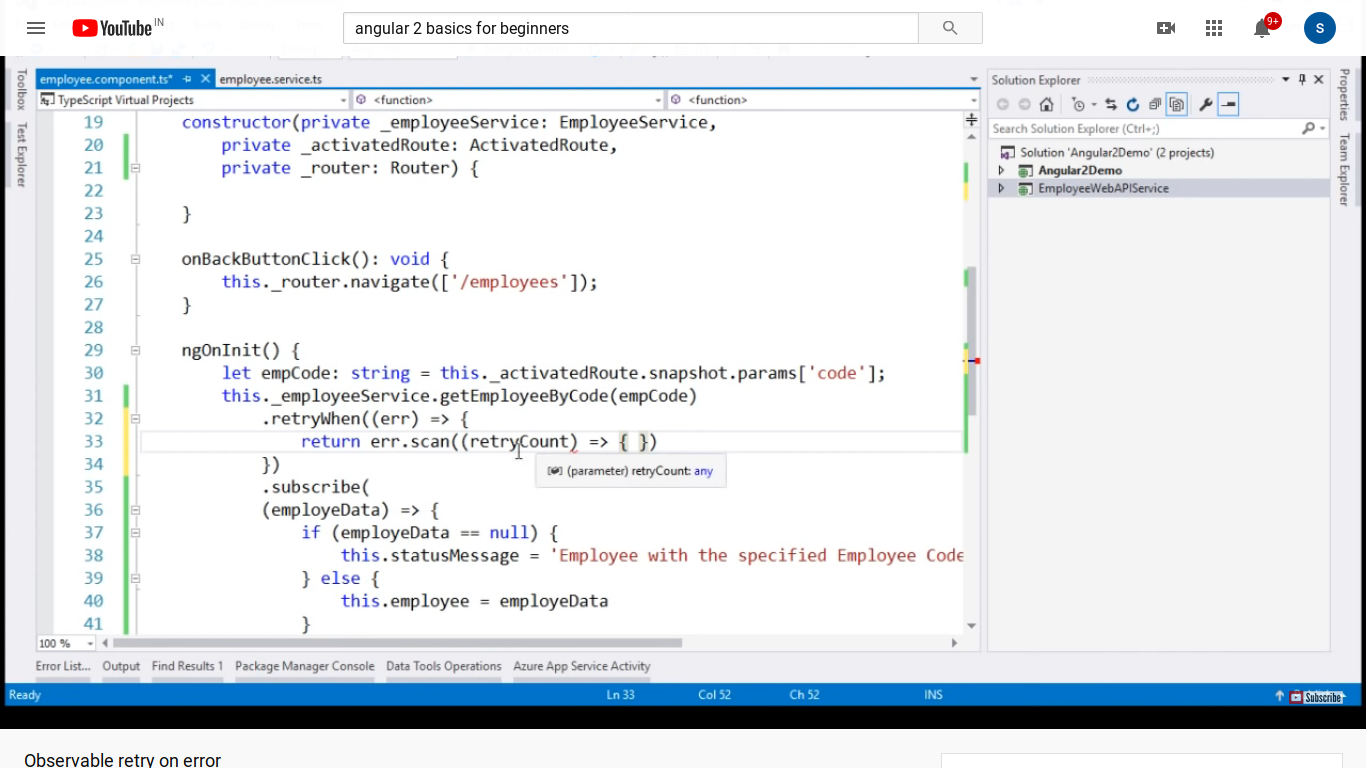 YouTube IN
angular 2 basics for beginners
9+
S
Toolbox
Test Explorer
employee.component.ts*
employee.service.ts
TypeScript Virtual Projects
<function>
<function>
19 constructor(private _employeeService: EmployeeService,
20 private _activatedRoute: ActivatedRoute,
21 private _router: Router) {
22
23 }
24
25 onBackButtonClick(): void {
26 this._router.navigate(['/employees']);
27 }
28
29 ngOnInit() {
30 let empCode: string = this._activatedRoute.snapshot.params['code'];
31 this._employeeService.getEmployeeByCode(empCode)
32 .retryWhen((err) => {
33 return err.scan((retryCount) => { })
(parameter) retryCount: any
34 })
35 .subscribe(
36 (employeData) => {
37 if (employeData == null) {
38 this.statusMessage = 'Employee with the specified Employee Code
39 } else {
40 this.employee = employeData
41 }
100 %
Solution Explorer
Search Solution Explorer (Ctrl+;)
Solution 'Angular2Demo' (2 projects)
Angular2Demo
EmployeeWebAPIService
Properties
Team Explorer
Error List...
Output
Find Results 1
Package Manager Console
Data Tools Operations
Azure App Service Activity
Ready
Ln 33
Col 52
Ch 52
INS
Subscribe
Observable retry on error